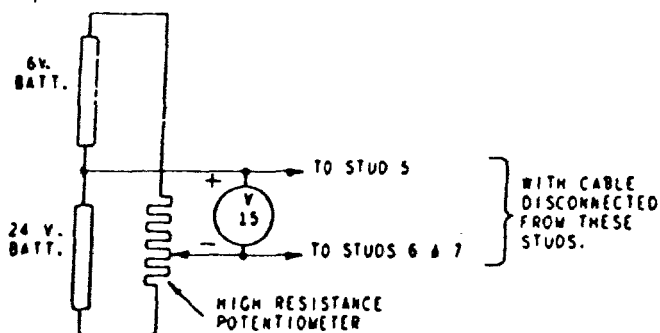 6v.
BATT.
+
TO STUD 5
V
15
WITH CABLE
DISCONNECTED
FROM THESE
STUDS.
24 V.
BATT.
-
TO STUDS 6 & 7
HIGH RESISTANCE
POTENTIOMETER